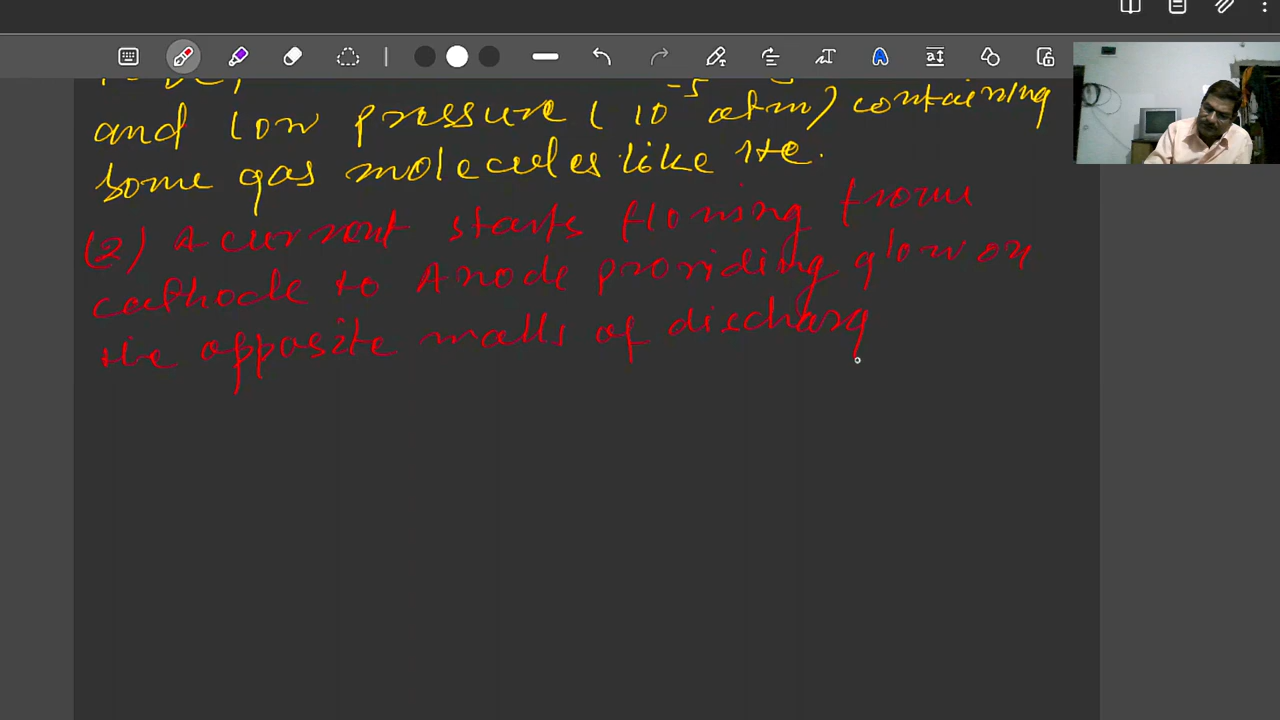 and low pressure (10⁻⁵ atm) containing
some gas molecules like He.
(2) A current starts flowing from
cathode to Anode providing glow on
the opposite walls of discharg